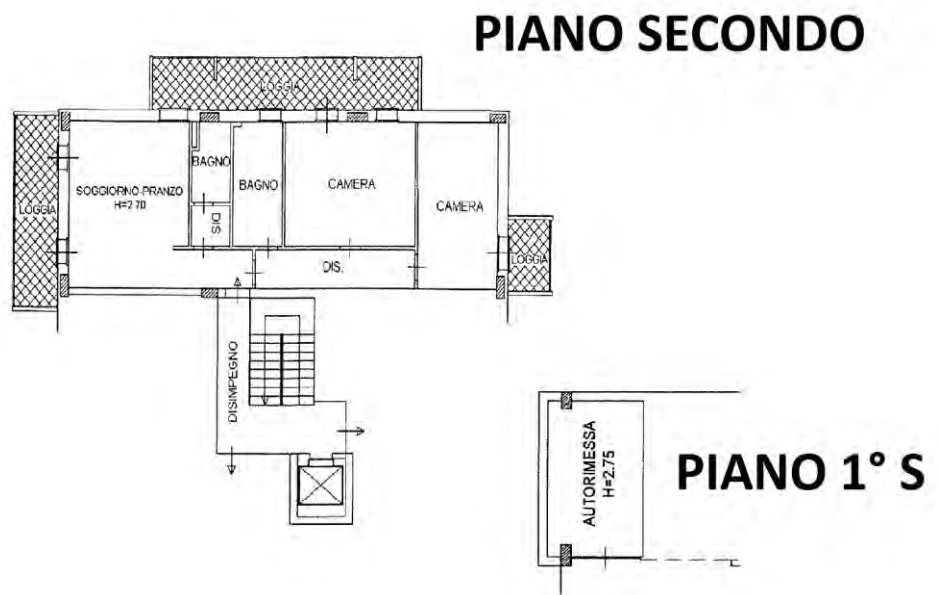 PIANO SECONDO
LOGGIA
BAGNO
SOGGIORNO-PRANZO
H=2.70
BAGNO
CAMERA
CAMERA
LOGGIA
DIS
DIS.
LOGGIA
DISIMPEGNO
AUTORIMESSA
H=2.75
PIANO 1° S